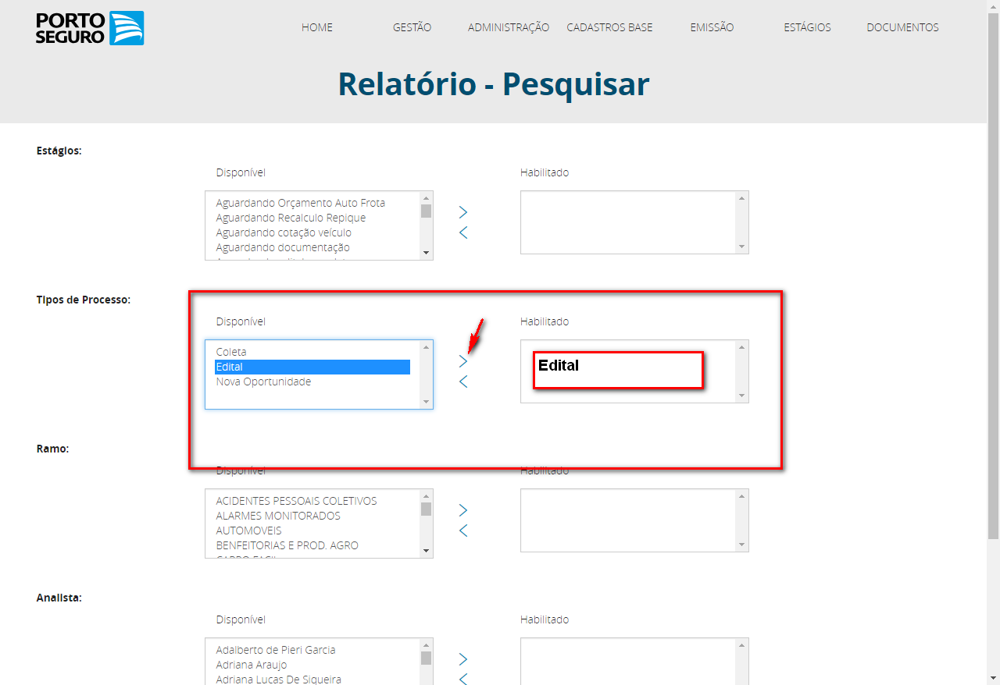 PORTO
SEGURO
HOME GESTÃO ADMINISTRAÇÃO CADASTROS BASE EMISSÃO ESTÁGIOS DOCUMENTOS
Relatório - Pesquisar
Estágios:
Disponível Habilitado
Aguardando Orçamento Auto Frota
Aguardando Recalculo Repique
Aguardando cotação veículo
Aguardando documentação
Tipos de Processo:
Disponível Habilitado
Coleta
Edital
Nova Oportunidade
Edital
Ramo:
Disponível Habilitado
ACIDENTES PESSOAIS COLETIVOS
ALARMES MONITORADOS
AUTOMOVEIS
BENFEITORIAS E PROD. AGRO
Analista:
Disponível Habilitado
Adalberto de Pieri Garcia
Adriana Araujo
Adriana Lucas De Siqueira